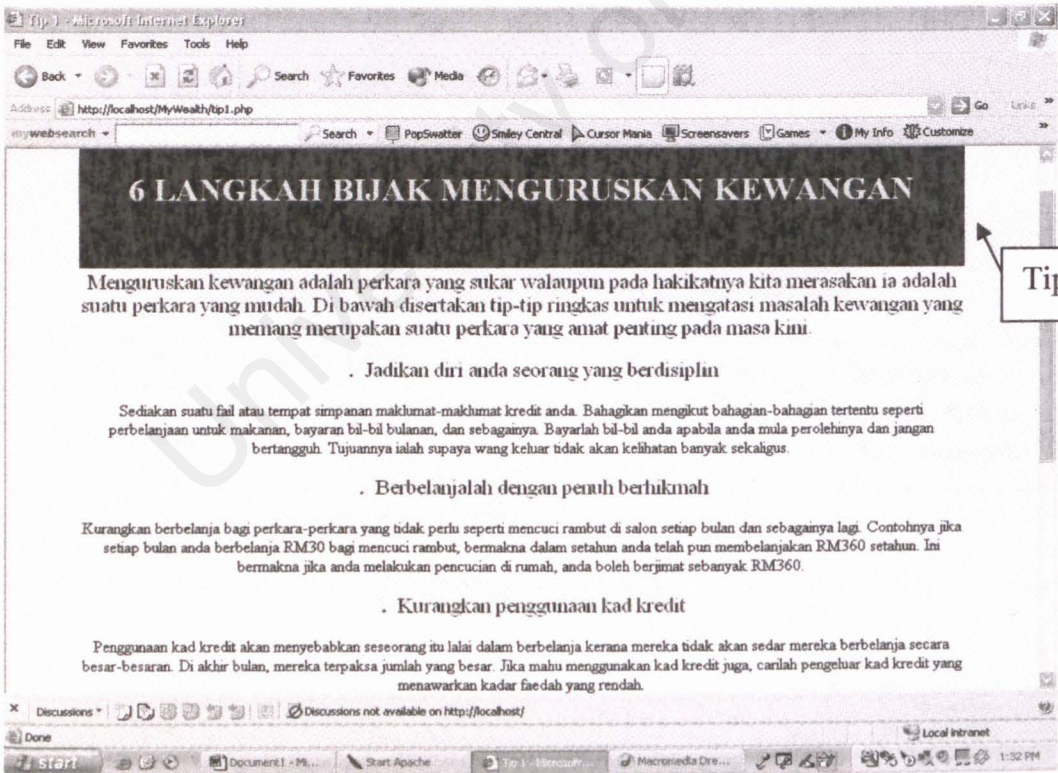 Tip 1 - Microsoft Internet Explorer
File Edit View Favorites Tools Help
Back Search Favorites Media
Address http://localhost/MyWealth/tip1.php Go Links »
mywebsearch Search PopSwatter Smiley Central Cursor Mania Screensavers Games My Info Customize »
6 LANGKAH BIJAK MENGURUSKAN KEWANGAN
Tip
Menguruskan kewangan adalah perkara yang sukar walaupun pada hakikatnya kita merasakan ia adalah
suatu perkara yang mudah. Di bawah disertakan tip-tip ringkas untuk mengatasi masalah kewangan yang
memang merupakan suatu perkara yang amat penting pada masa kini.
. Jadikan diri anda seorang yang berdisiplin
Sediakan suatu fail atau tempat simpanan maklumat-maklumat kredit anda. Bahagikan mengikut bahagian-bahagian tertentu seperti
perbelanjaan untuk makanan, bayaran bil-bil bulanan, dan sebagainya. Bayarlah bil-bil anda apabila anda mula perolehinya dan jangan
bertangguh. Tujuannya ialah supaya wang keluar tidak akan kelihatan banyak sekaligus.
. Berbelanjalah dengan penuh berhikmah
Kurangkan berbelanja bagi perkara-perkara yang tidak perlu seperti mencuci rambut di salon setiap bulan dan sebagainya lagi. Contohnya jika
setiap bulan anda berbelanja RM30 bagi mencuci rambut, bermakna dalam setahun anda telah pun membelanjakan RM360 setahun. Ini
bermakna jika anda melakukan pencucian di rumah, anda boleh berjimat sebanyak RM360.
. Kurangkan penggunaan kad kredit
Penggunaan kad kredit akan menyebabkan seseorang itu lalai dalam berbelanja kerana mereka tidak akan sedar mereka berbelanja secara
besar-besaran. Di akhir bulan, mereka terpaksa jumlah yang besar. Jika mahu menggunakan kad kredit juga, carilah pengeluar kad kredit yang
menawarkan kadar faedah yang rendah.
Discussions Discussions not available on http://localhost/
Done Local intranet
start Document1 - Mi... Start Apache Tip 1 - Microsoft ... Macromedia Dre... 1:32 PM